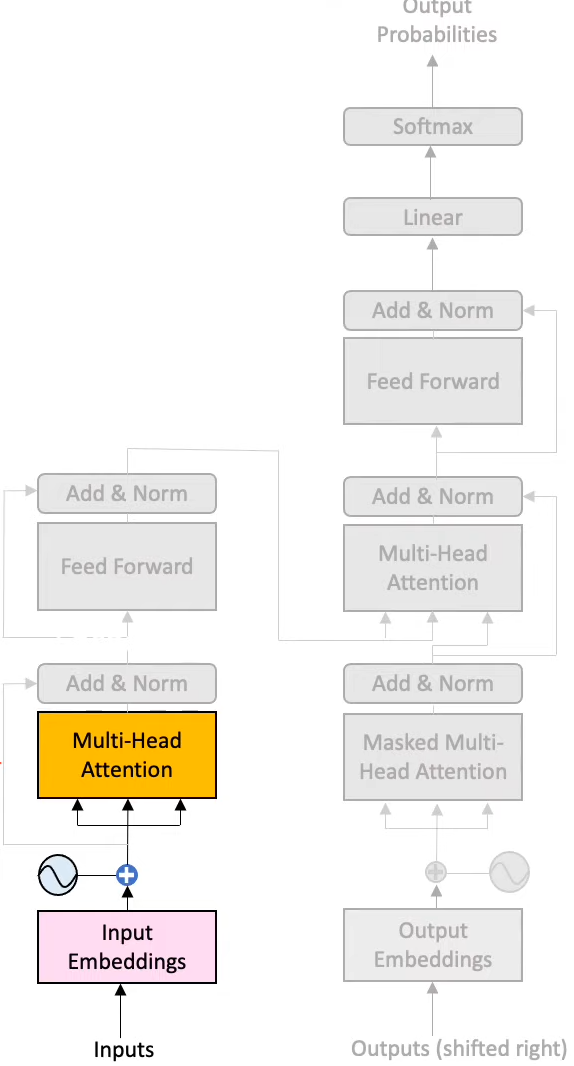 Output
Probabilities
Softmax
Linear
Add & Norm
Feed Forward
Add & Norm
Multi-Head
Attention
Add & Norm
Masked Multi-
Head Attention
Output
Embeddings
Outputs (shifted right)
Add & Norm
Feed Forward
Add & Norm
Multi-Head
Attention
Input
Embeddings
Inputs